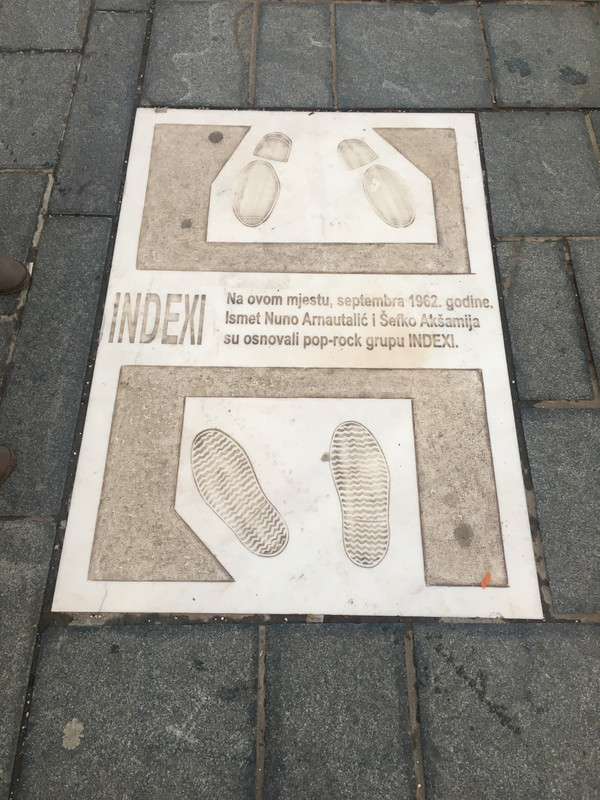 INDEXI
Na ovom mjestu, septembra 1962. godine,
Ismet Nuno Arnautalić i Šefko Akšamija
su osnovali pop-rock grupu INDEXI.